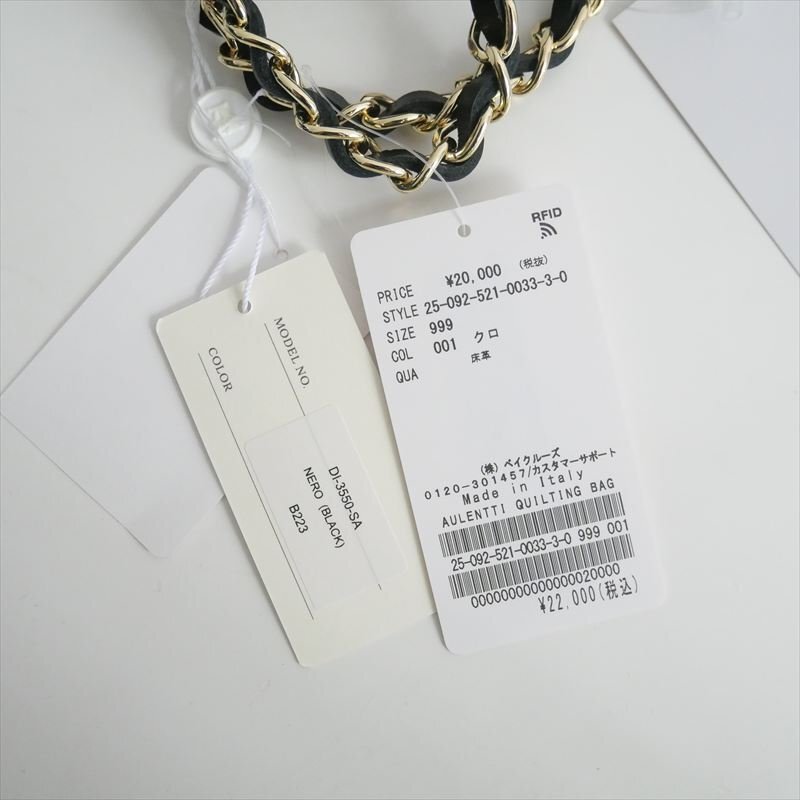 MODEL NO.
COLOR
DI-3550-SA
NERO (BLACK)
B223
RFID
PRICE ¥20,000 (税抜)
STYLE 25-092-521-0033-3-0
SIZE 999
COL 001 クロ
QUA 床革
(株) ベイクルーズ
0120-301457/カスタマーサポート
Made in Italy
AULENTTI QUILTING BAG
25-092-521-0033-3-0 999 001
00000000000000020000
¥22,000(税込)